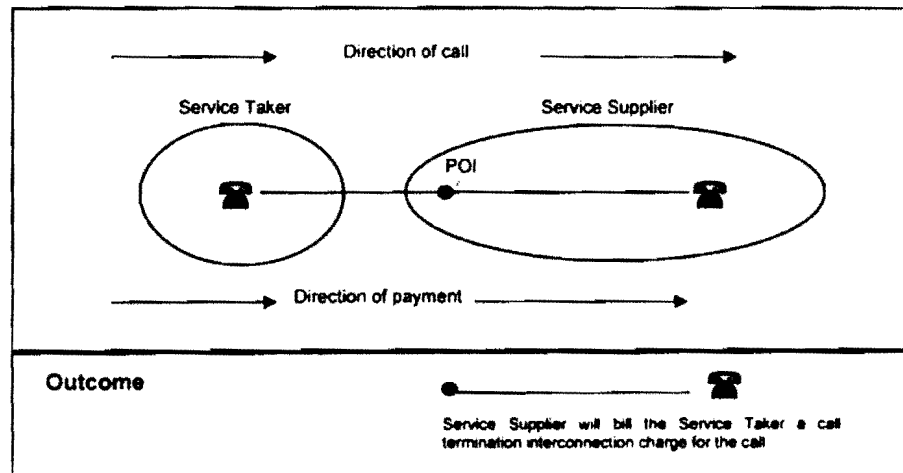 Direction of call
Service Taker
Service Supplier
POI
Direction of payment
Outcome
Service Supplier will bill the Service Taker a call
termination interconnection charge for the call